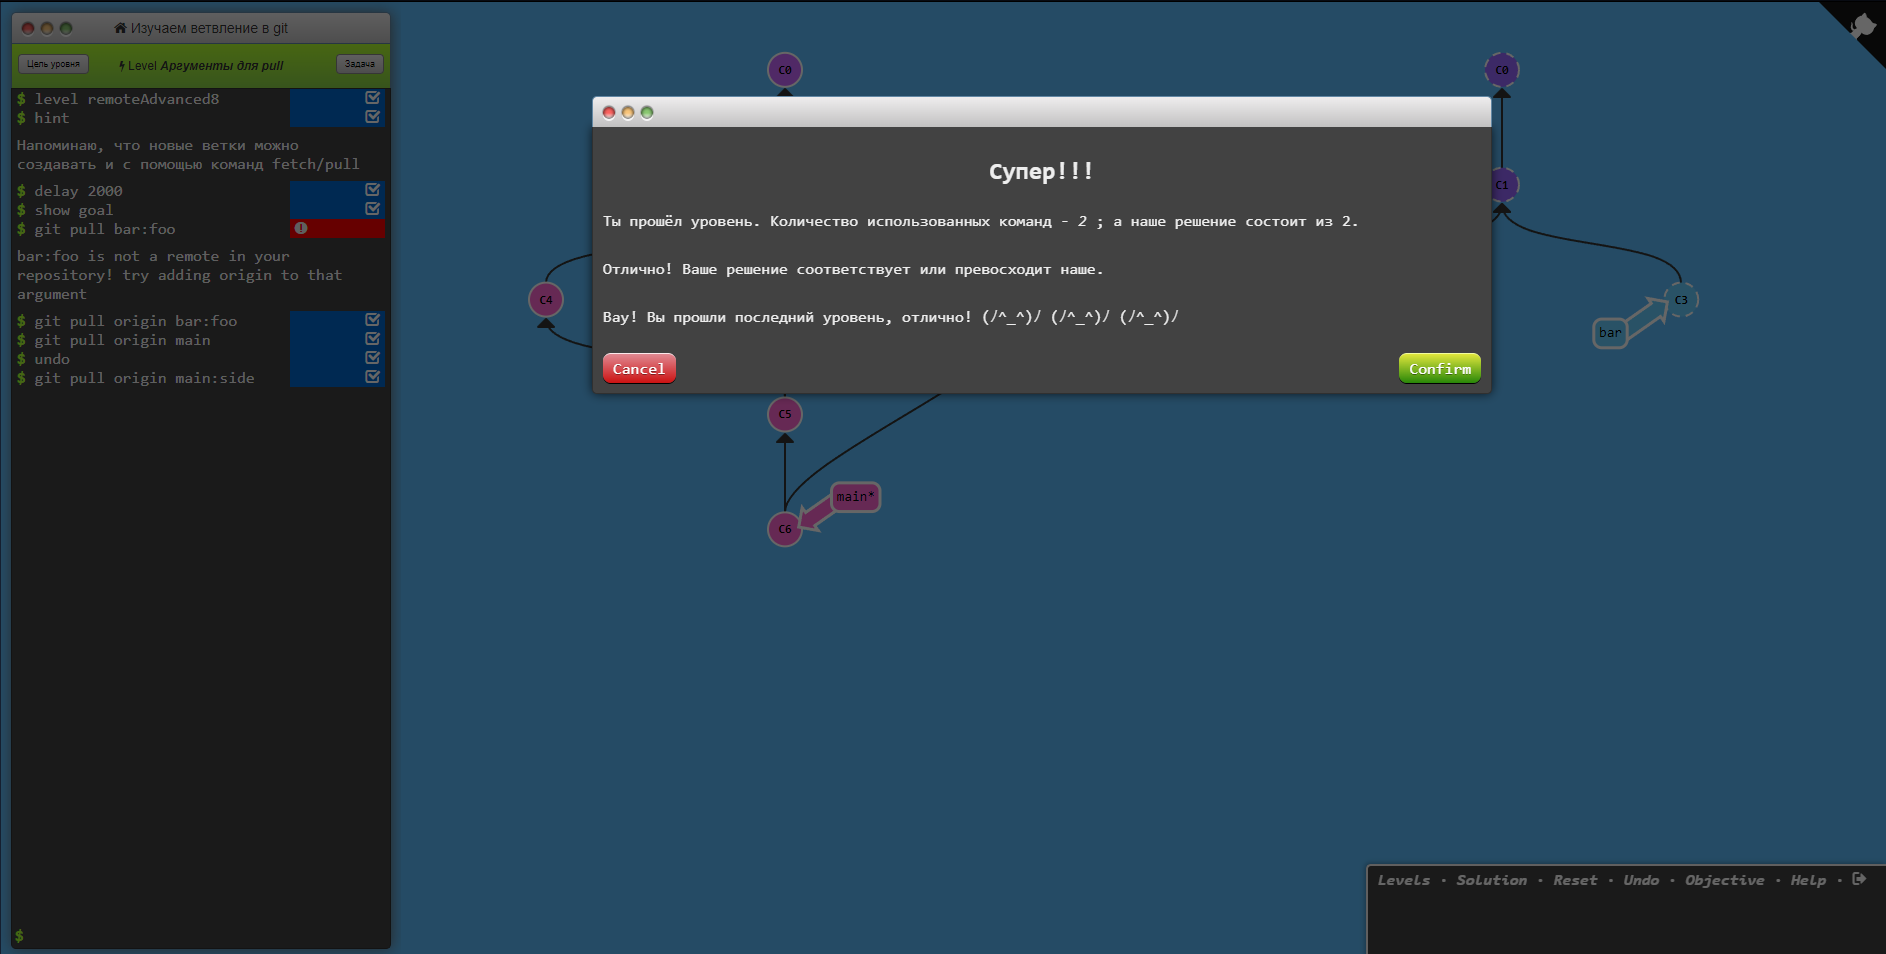 Изучаем ветвление в git
Цель уровня
Level Аргументы для pull
Задача
$ level remoteAdvanced8
$ hint
Напоминаю, что новые ветки можно
создавать и с помощью команд fetch/pull
$ delay 2000
$ show goal
$ git pull bar:foo
bar:foo is not a remote in your
repository! try adding origin to that
argument
$ git pull origin bar:foo
$ git pull origin main
$ undo
$ git pull origin main:side
$
C0
C0
Супер!!!
Ты прошёл уровень. Количество использованных команд - 2 ; а наше решение состоит из 2.
Отлично! Ваше решение соответствует или превосходит наше.
Вау! Вы прошли последний уровень, отлично! (/^_^)/ (/^_^)/ (/^_^)/
Cancel
Confirm
C1
C4
C3
bar
C5
main*
C6
Levels · Solution · Reset · Undo · Objective · Help ·